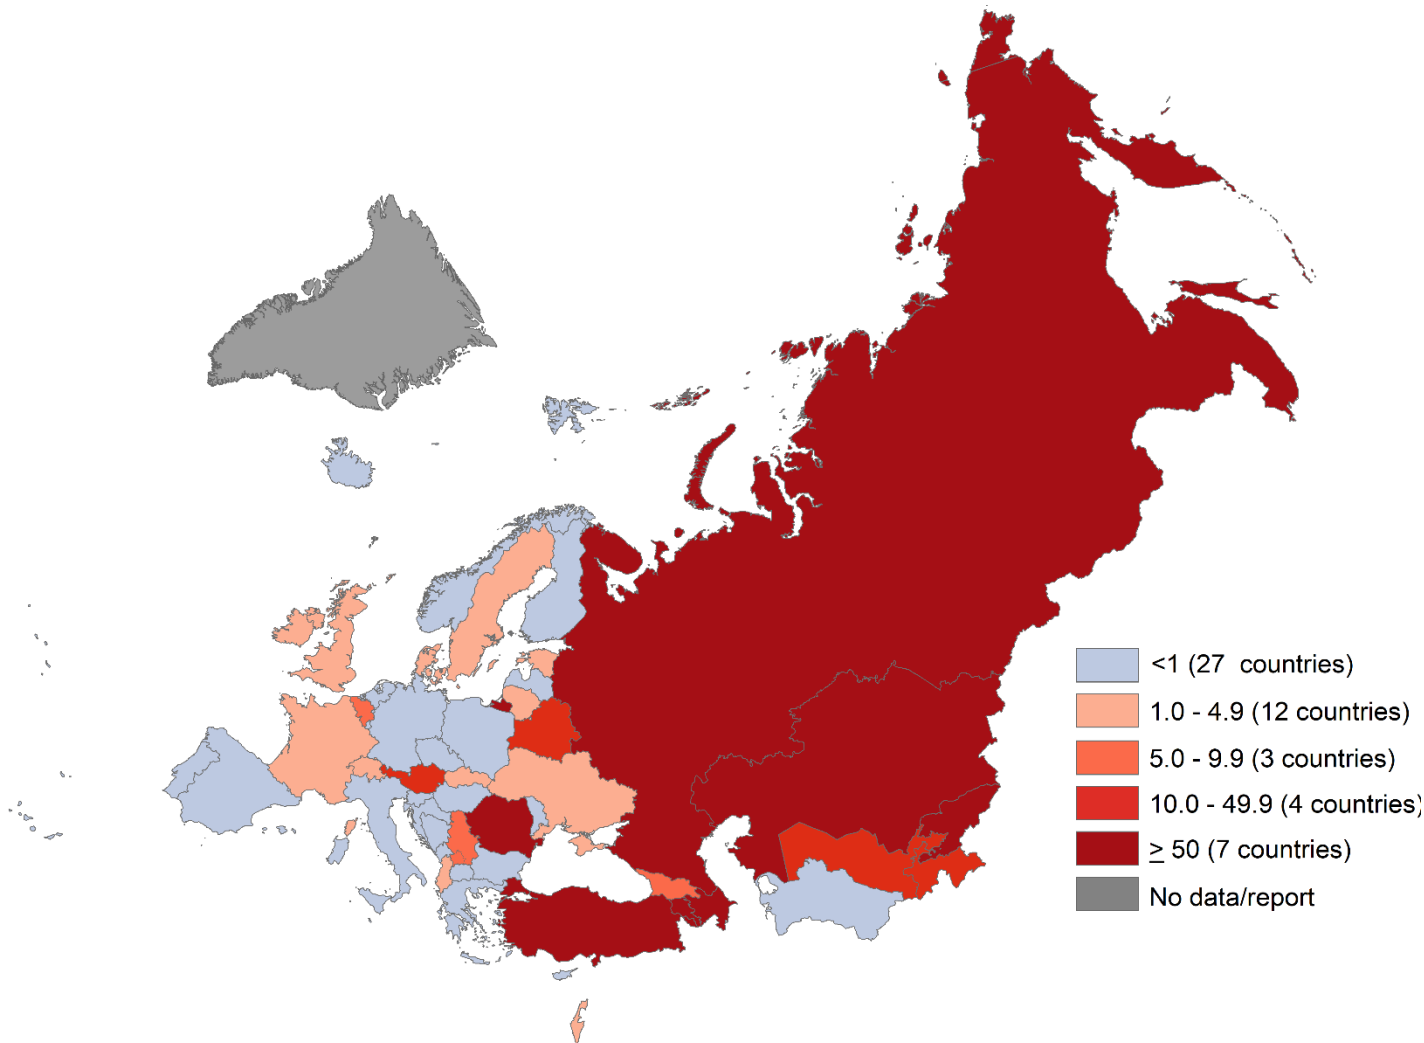 <1 (27 countries)
1.0 - 4.9 (12 countries)
5.0 - 9.9 (3 countries)
10.0 - 49.9 (4 countries)
≥ 50 (7 countries)
No data/report